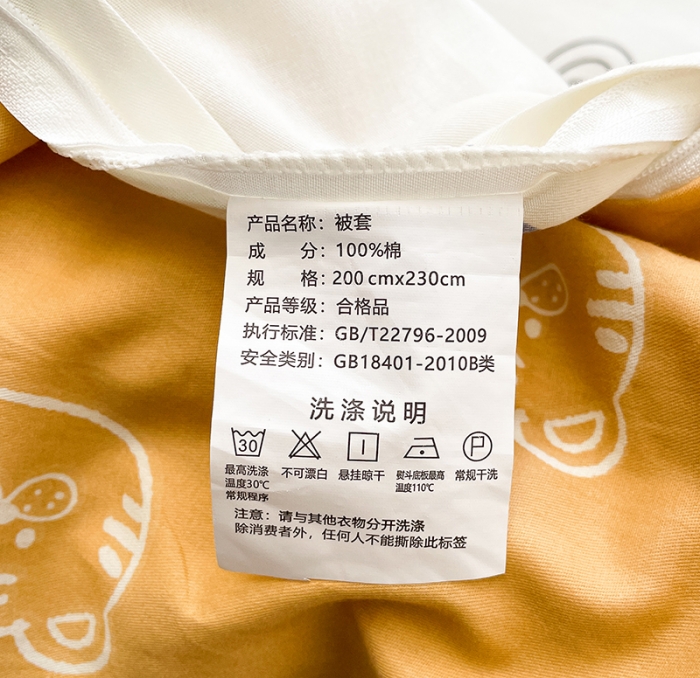 产品名称：被套
成　　分：100%棉
规　　格：200 cmx230cm
产品等级：合格品
执行标准：GB/T22796-2009
安全类别：GB18401-2010B类
洗涤说明
30 P
最高洗涤 不可漂白 悬挂晾干 熨斗底板最高 常规干洗
温度30℃ 温度110℃
常规程序
注意：请与其他衣物分开洗涤
除消费者外，任何人不能撕除此标签